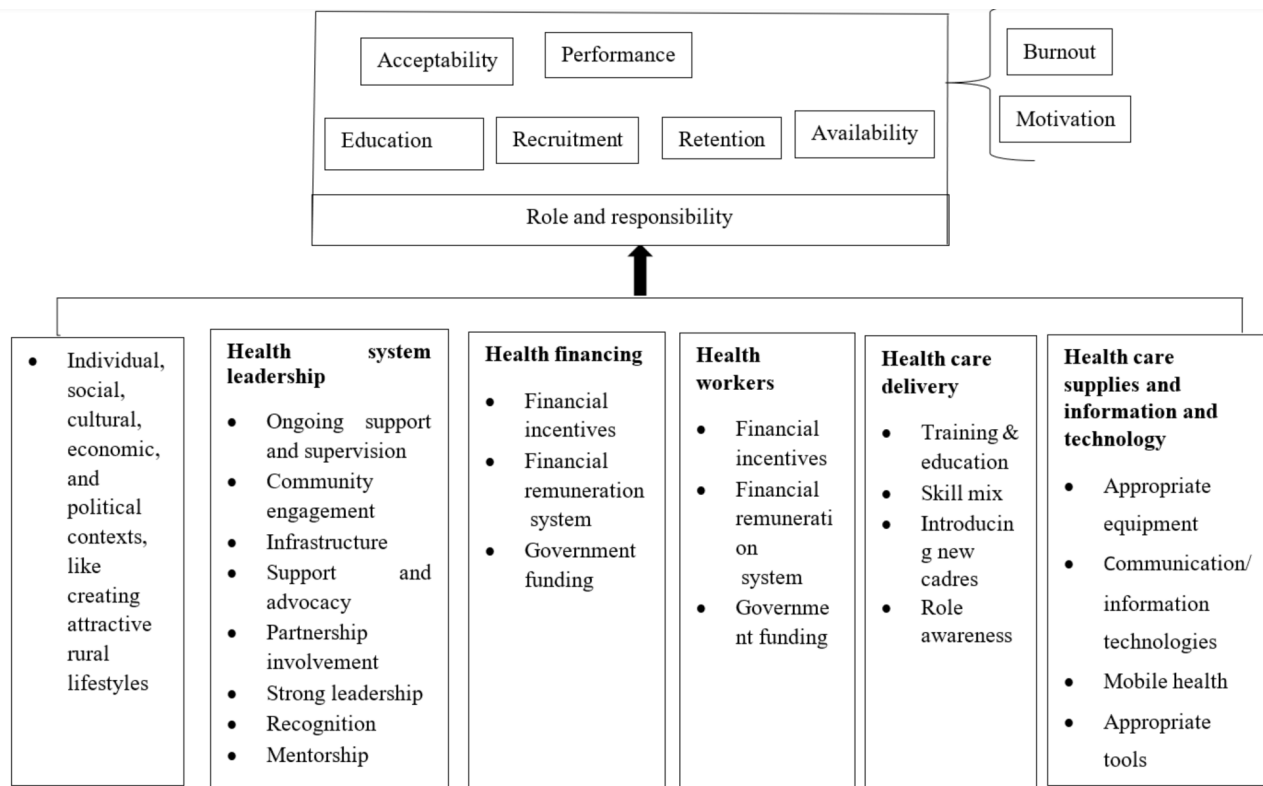 Acceptability
Performance
Burnout
Motivation
Education
Recruitment
Retention
Availability
Role and responsibility
• Individual,
social,
cultural,
economic,
and
political
contexts,
like
creating
attractive
rural
lifestyles
Health system
leadership
• Ongoing support
and supervision
• Community
engagement
• Infrastructure
• Support and
advocacy
• Partnership
involvement
• Strong leadership
• Recognition
• Mentorship
Health financing
• Financial
incentives
• Financial
remuneration
system
• Government
funding
Health
workers
• Financial
incentives
• Financial
remunerati
on
system
• Governme
nt funding
Health care
delivery
• Training &
education
• Skill mix
• Introducin
g new
cadres
• Role
awareness
Health care
supplies and
information and
technology
• Appropriate
equipment
• Communication/
information
technologies
• Mobile health
• Appropriate
tools